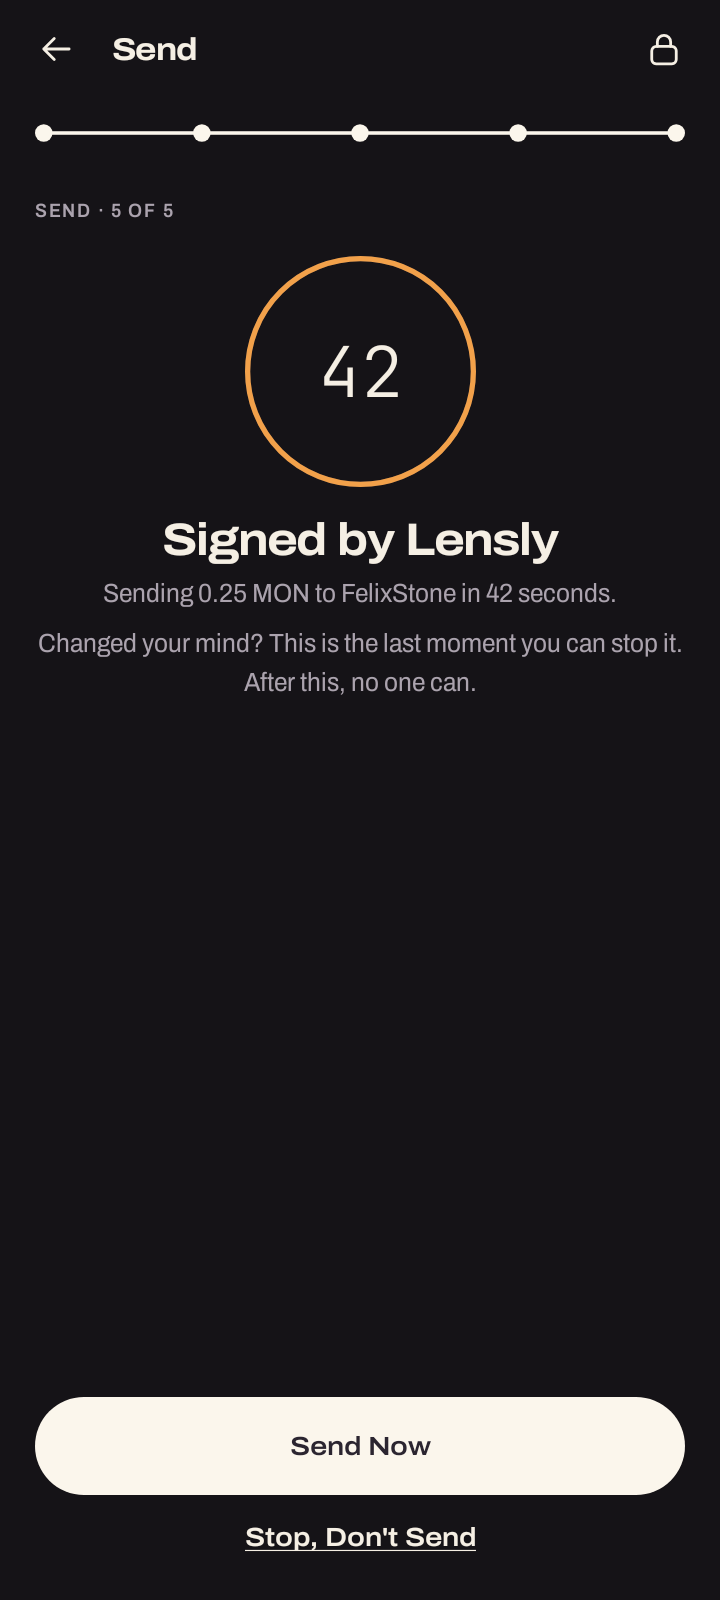 Send
SEND · 5 OF 5
42
Signed by Lensly
Sending 0.25 MON to FelixStone in 42 seconds.
Changed your mind? This is the last moment you can stop it.
After this, no one can.
Send Now
Stop, Don't Send